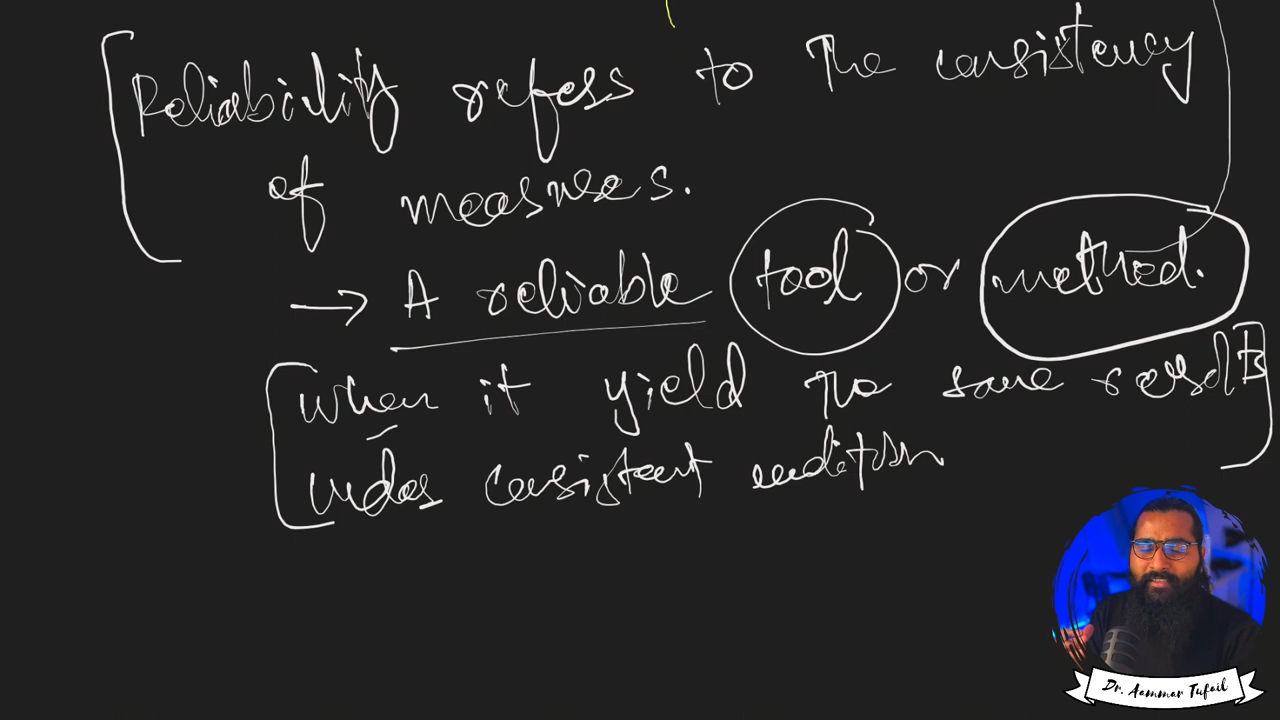 Reliability refers to the consistency
of measures.
→ A reliable tool or method.
When it yield the same results
under consistent condition
Dr. Aammar Tufail